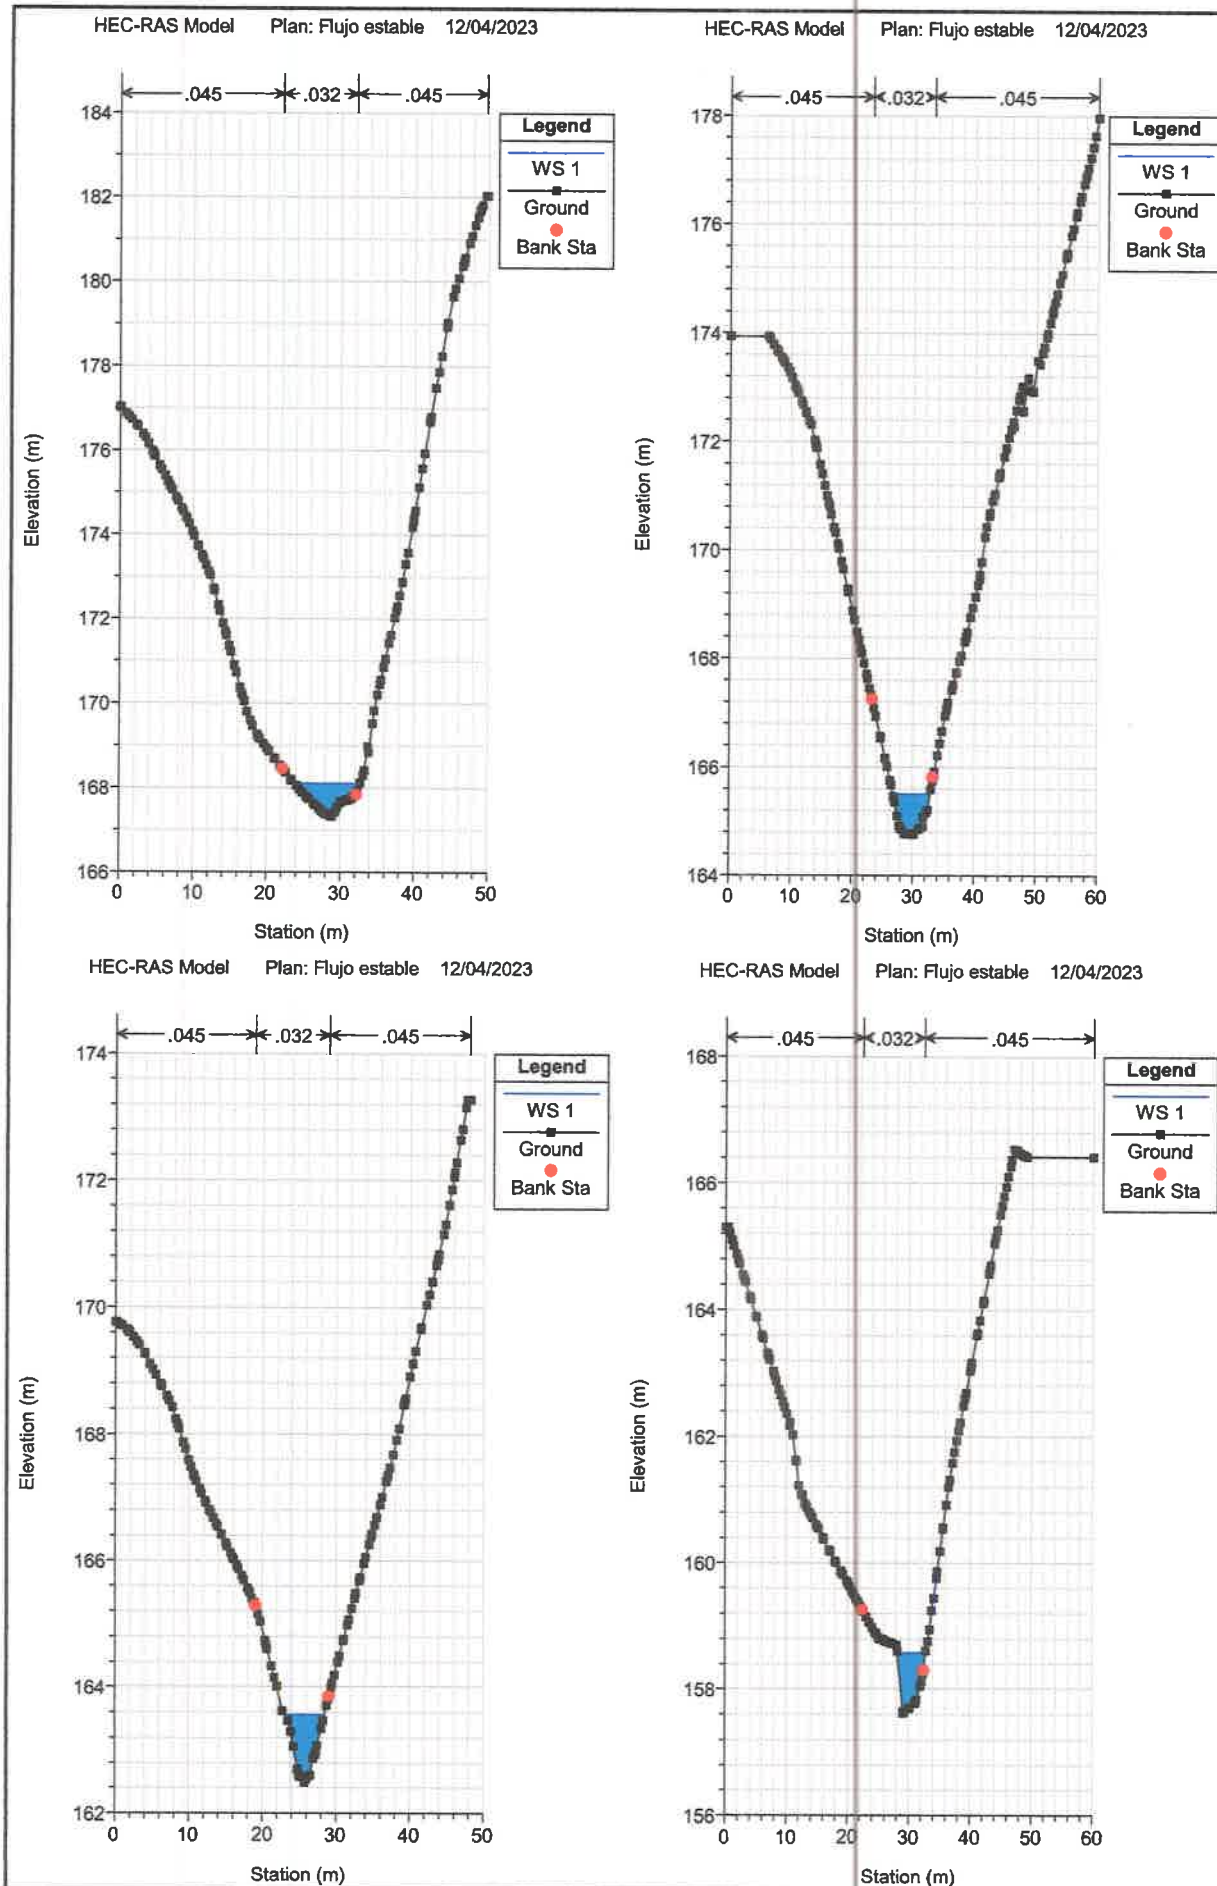 HEC-RAS Model Plan: Flujo estable 12/04/2023
.045 .032 .045
184
182
180
178
176
174
172
170
168
166
Elevation (m)
0 10 20 30 40 50
Station (m)
Legend
WS 1
Ground
Bank Sta
HEC-RAS Model Plan: Flujo estable 12/04/2023
.045 .032 .045
178
176
174
172
170
168
166
164
Elevation (m)
0 10 20 30 40 50 60
Station (m)
Legend
WS 1
Ground
Bank Sta
HEC-RAS Model Plan: Flujo estable 12/04/2023
.045 .032 .045
174
172
170
168
166
164
162
Elevation (m)
0 10 20 30 40 50
Station (m)
Legend
WS 1
Ground
Bank Sta
HEC-RAS Model Plan: Flujo estable 12/04/2023
.045 .032 .045
168
166
164
162
160
158
156
Elevation (m)
0 10 20 30 40 50 60
Station (m)
Legend
WS 1
Ground
Bank Sta